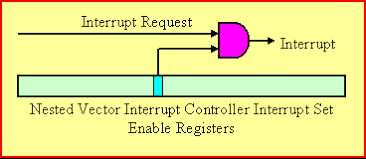 Interrupt Request
Interrupt
Nested Vector Interrupt Controller Interrupt Set
Enable Registers